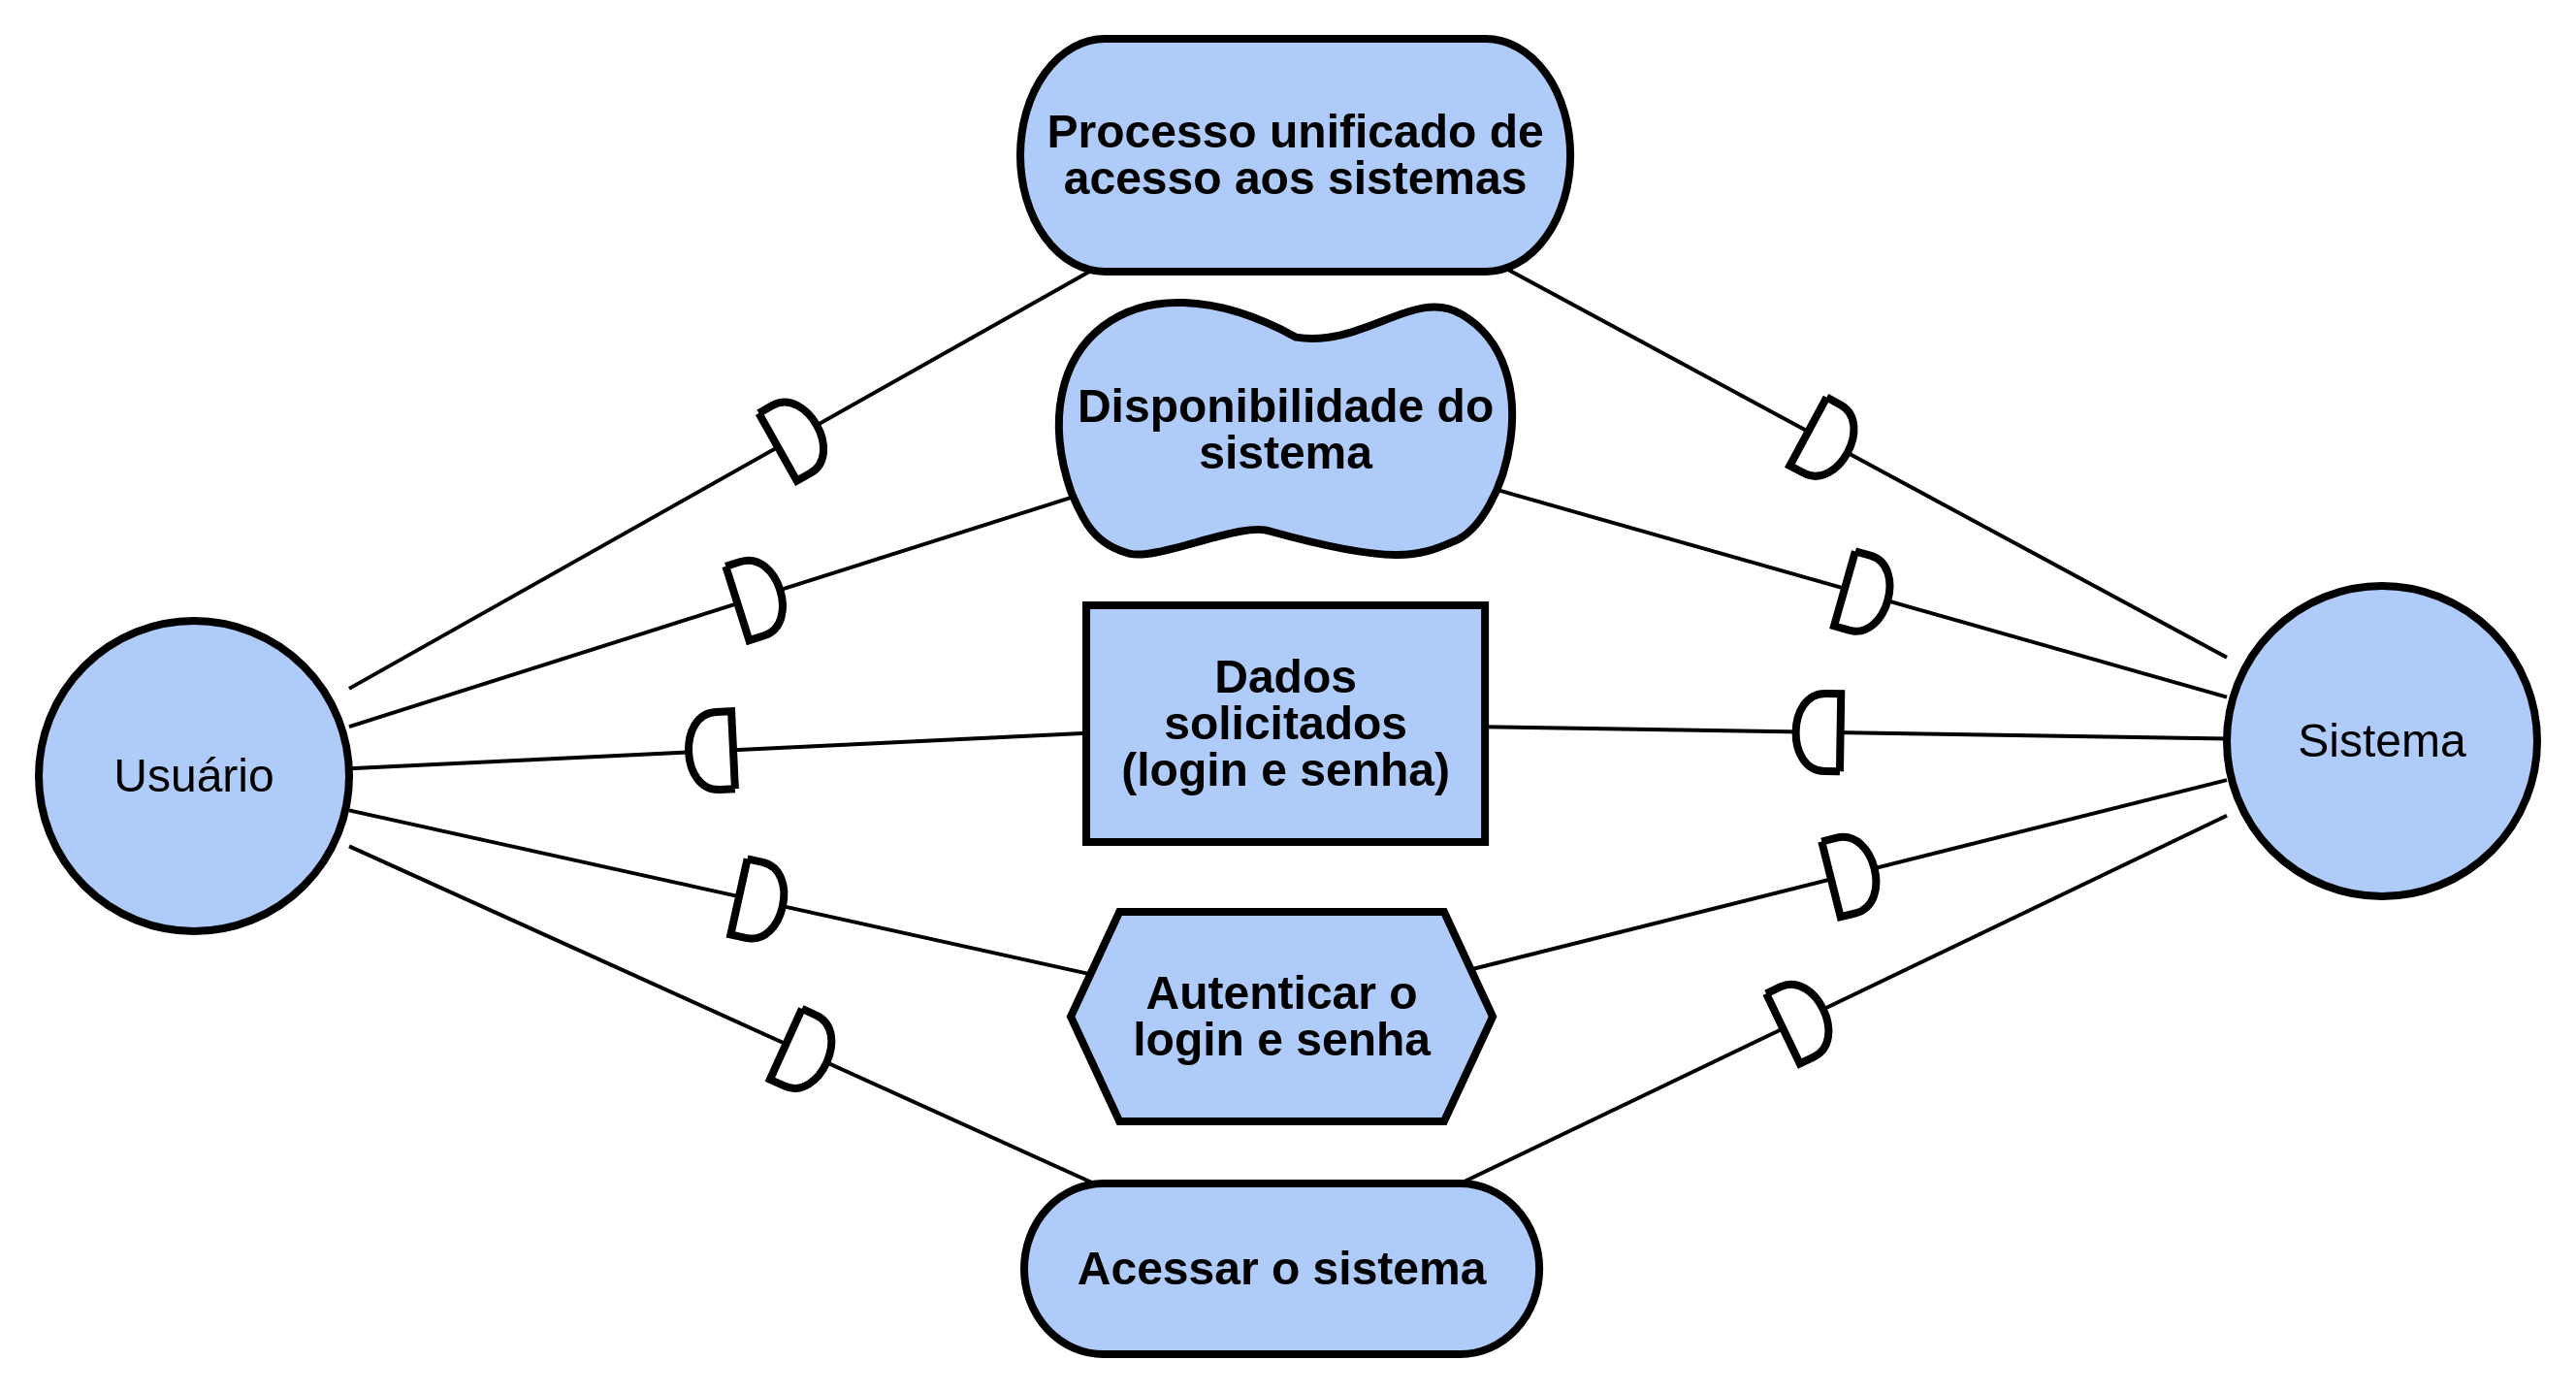 Processo unificado de
acesso aos sistemas
Disponibilidade do
sistema
Dados
solicitados
(login e senha)
Usuário
Sistema
Autenticar o
login e senha
Acessar o sistema